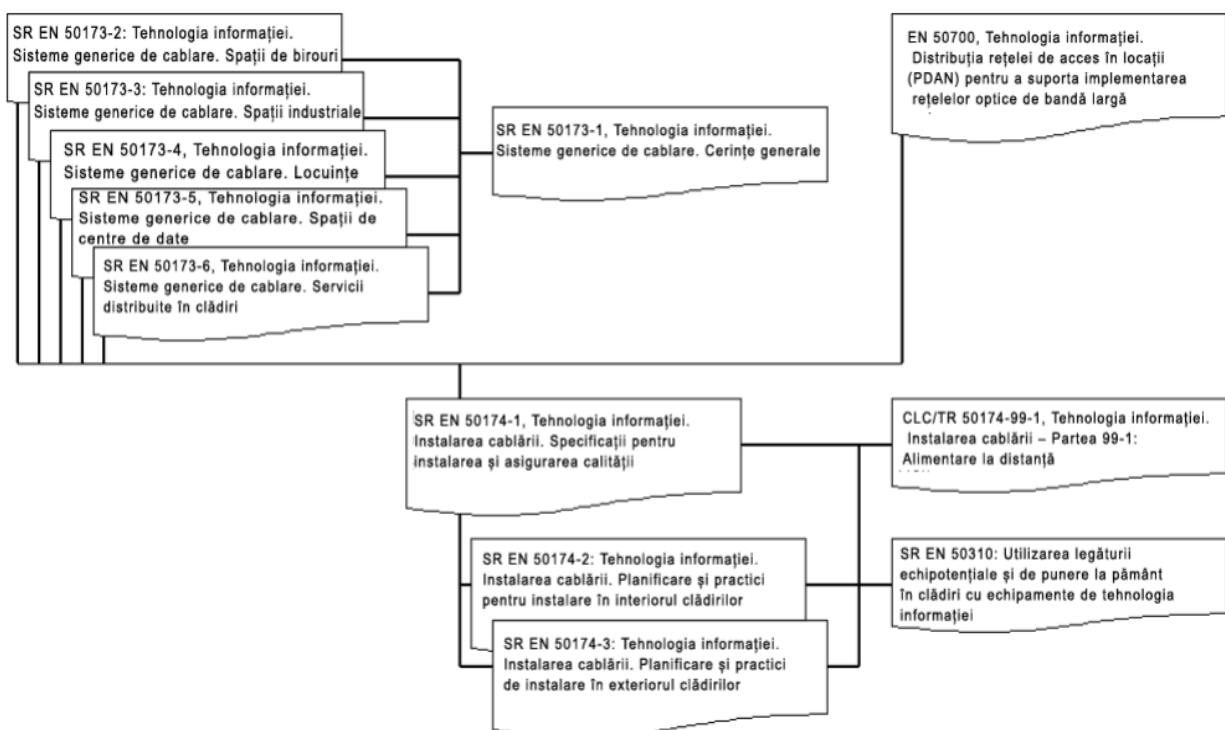 SR EN 50173-2: Tehnologia informației.
Sisteme generice de cablare. Spații de birouri
SR EN 50173-3: Tehnologia informației.
Sisteme generice de cablare. Spații industriale
SR EN 50173-4, Tehnologia informației.
Sisteme generice de cablare. Locuințe
SR EN 50173-5, Tehnologia informației.
Sisteme generice de cablare. Spații de
centre de date
SR EN 50173-6, Tehnologia informației.
Sisteme generice de cablare. Servicii
distribuite în clădiri
SR EN 50173-1, Tehnologia informației.
Sisteme generice de cablare. Cerințe generale
EN 50700, Tehnologia informației.
Distribuția rețelei de acces în locații
(PDAN) pentru a suporta implementarea
rețelelor optice de bandă largă
SR EN 50174-1, Tehnologia informației.
Instalarea cablării. Specificații pentru
instalarea și asigurarea calității
CLC/TR 50174-99-1, Tehnologia informației.
Instalarea cablării – Partea 99-1:
Alimentare la distanță
SR EN 50174-2: Tehnologia informației.
Instalarea cablării. Planificare și practici
pentru instalare în interiorul clădirilor
SR EN 50310: Utilizarea legăturii
echipotențiale și de punere la pământ
în clădiri cu echipamente de tehnologia
informației
SR EN 50174-3: Tehnologia informației.
Instalarea cablării. Planificare și practici
de instalare în exteriorul clădirilor